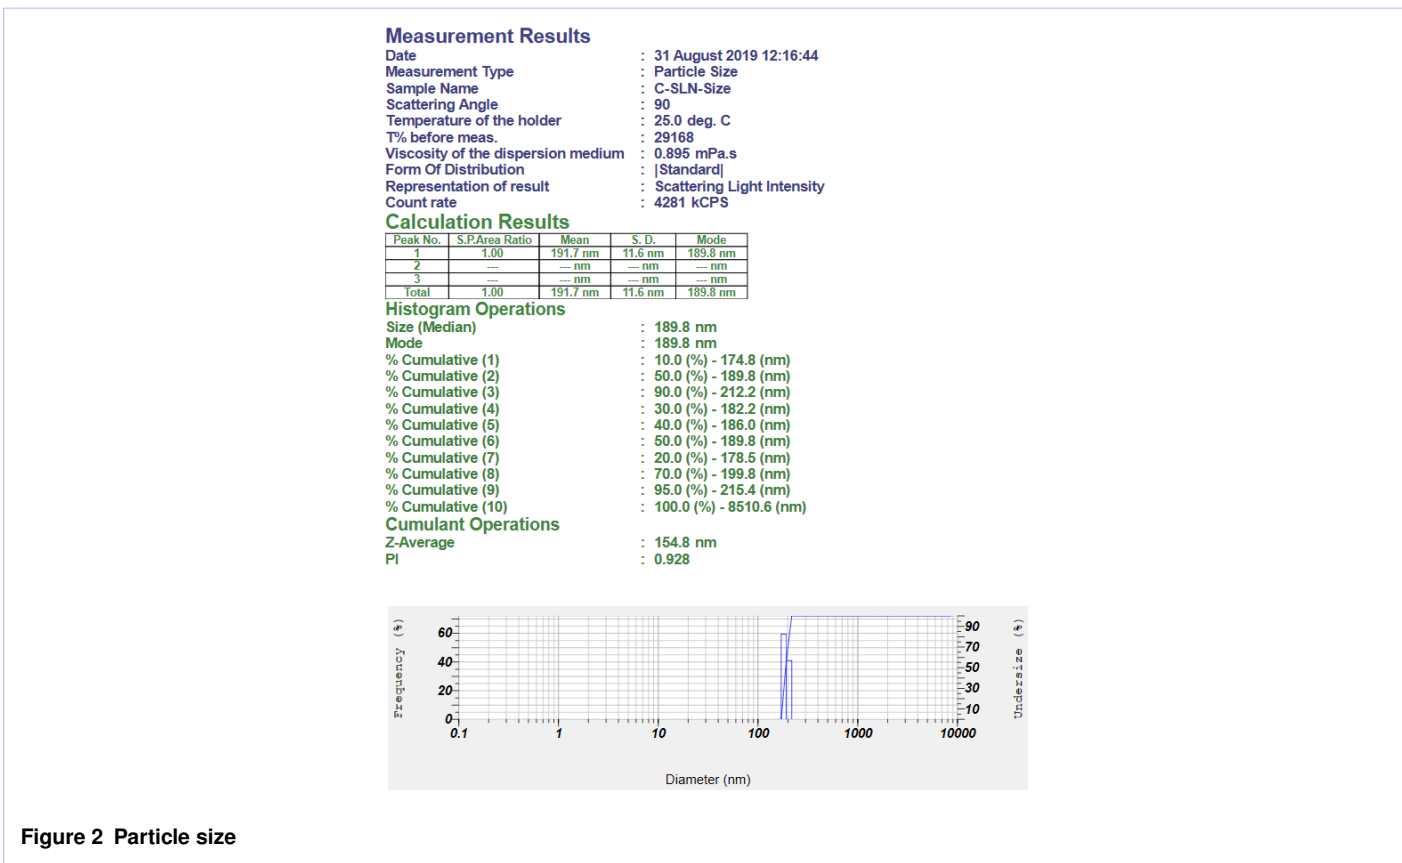 Measurement Results
Date : 31 August 2019 12:16:44
Measurement Type : Particle Size
Sample Name : C-SLN-Size
Scattering Angle : 90
Temperature of the holder : 25.0 deg. C
T% before meas. : 29168
Viscosity of the dispersion medium : 0.895 mPa.s
Form Of Distribution : |Standard|
Representation of result : Scattering Light Intensity
Count rate : 4281 kCPS
Calculation Results
Peak No. S.P.Area Ratio Mean S. D. Mode
1 1.00 191.7 nm 11.6 nm 189.8 nm
2 --- --- nm --- nm --- nm
3 --- --- nm --- nm --- nm
Total 1.00 191.7 nm 11.6 nm 189.8 nm
Histogram Operations
Size (Median) : 189.8 nm
Mode : 189.8 nm
% Cumulative (1) : 10.0 (%) - 174.8 (nm)
% Cumulative (2) : 50.0 (%) - 189.8 (nm)
% Cumulative (3) : 90.0 (%) - 212.2 (nm)
% Cumulative (4) : 30.0 (%) - 182.2 (nm)
% Cumulative (5) : 40.0 (%) - 186.0 (nm)
% Cumulative (6) : 50.0 (%) - 189.8 (nm)
% Cumulative (7) : 20.0 (%) - 178.5 (nm)
% Cumulative (8) : 70.0 (%) - 199.8 (nm)
% Cumulative (9) : 95.0 (%) - 215.4 (nm)
% Cumulative (10) : 100.0 (%) - 8510.6 (nm)
Cumulant Operations
Z-Average : 154.8 nm
PI : 0.928
Frequency (%)
60
40
20
0
90
70
50
30
10
Undersize (%)
0.1 1 10 100 1000 10000
Diameter (nm)
Figure 2 Particle size